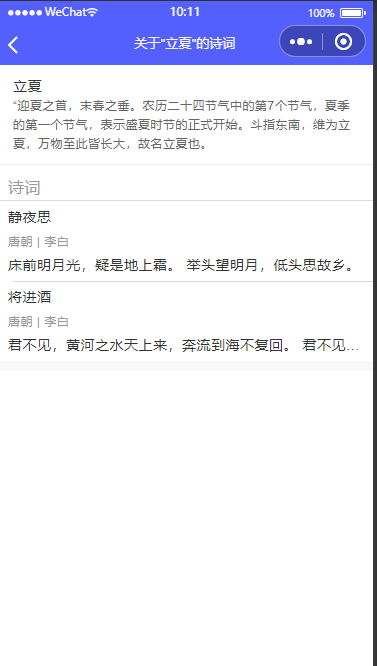 WeChat 10:11 100%
关于“立夏”的诗词
立夏
“迎夏之首，末春之垂。农历二十四节气中的第7个节气，夏季
的第一个节气，表示盛夏时节的正式开始。斗指东南，维为立
夏，万物至此皆长大，故名立夏也。
诗词
静夜思
唐朝 | 李白
床前明月光，疑是地上霜。 举头望明月，低头思故乡。
将进酒
唐朝 | 李白
君不见，黄河之水天上来，奔流到海不复回。 君不见...